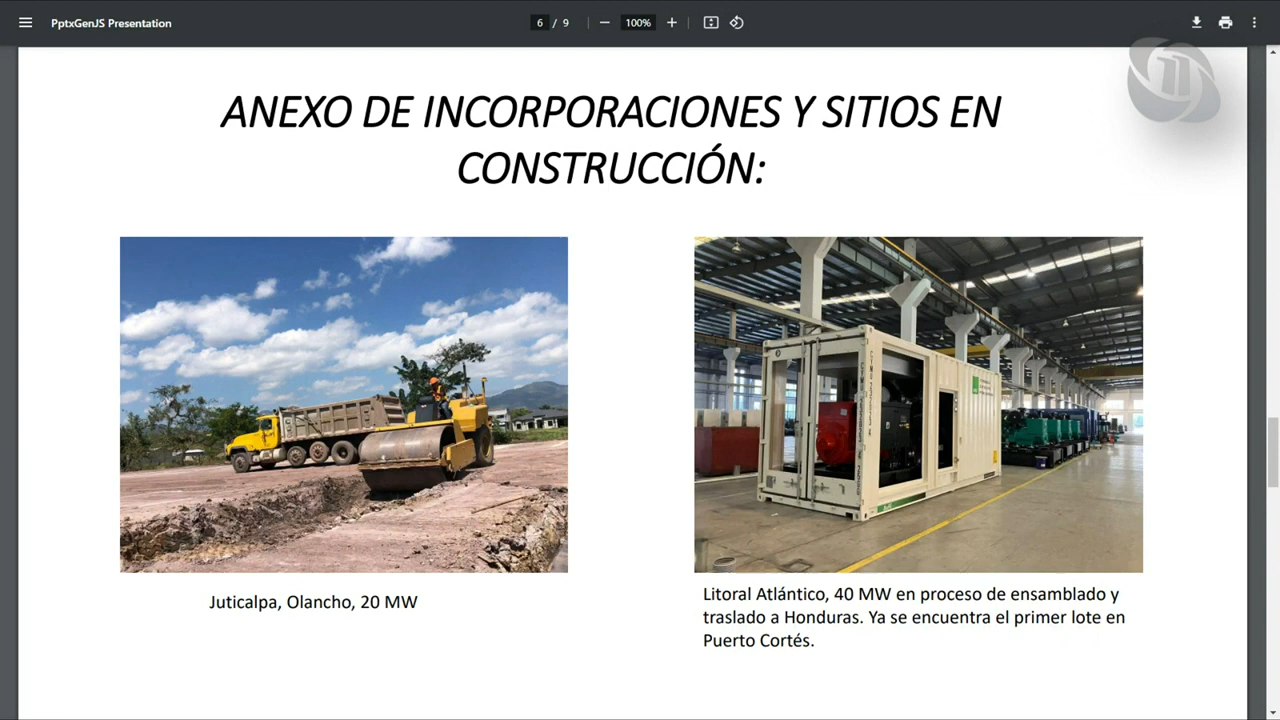 PptxGenJS Presentation
6 / 9
100%
ANEXO DE INCORPORACIONES Y SITIOS EN
CONSTRUCCIÓN:
Juticalpa, Olancho, 20 MW
Litoral Atlántico, 40 MW en proceso de ensamblado y
traslado a Honduras. Ya se encuentra el primer lote en
Puerto Cortés.